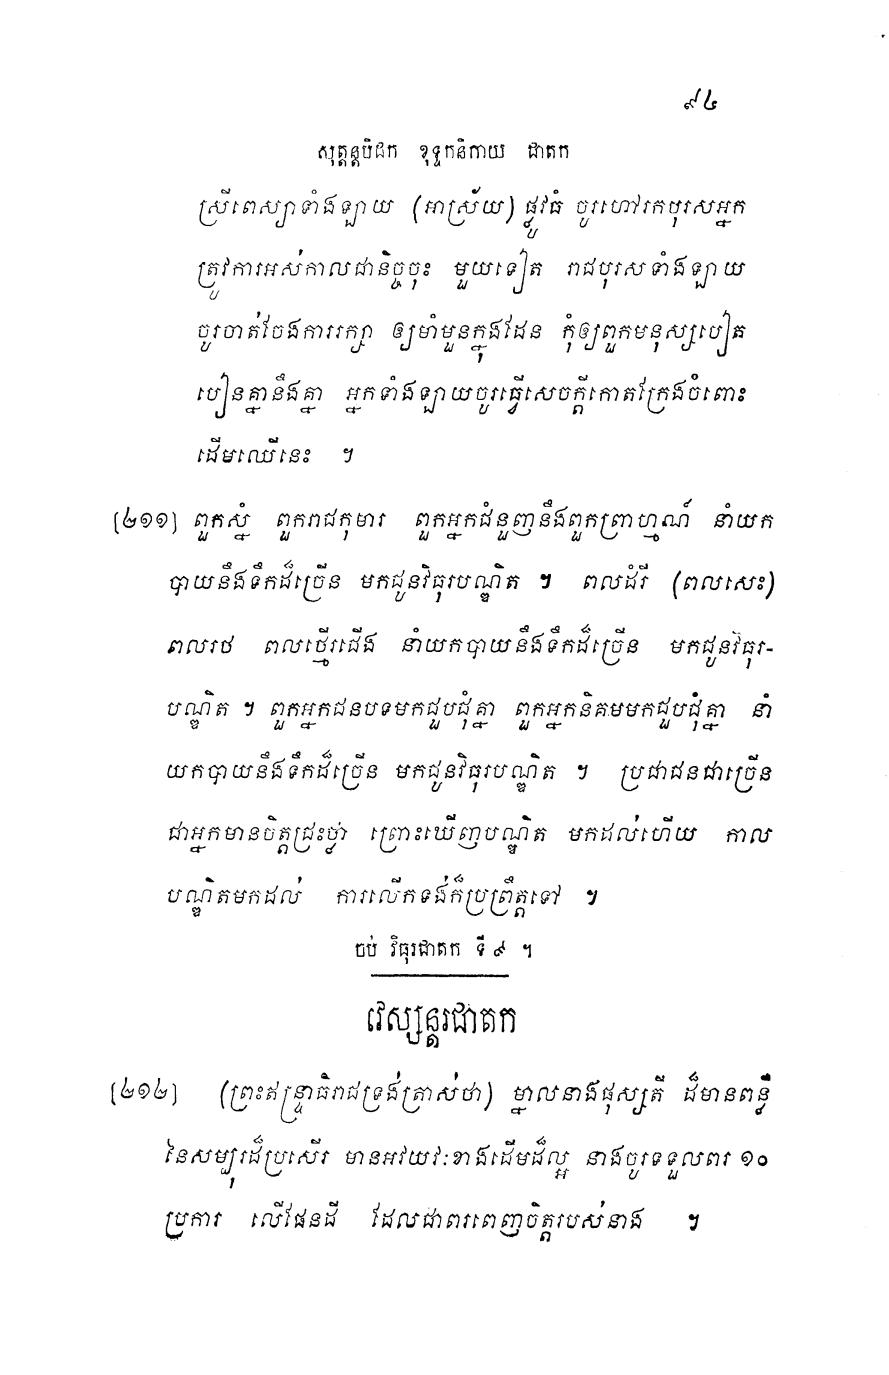 ៩៤
សុត្តន្តបិដក ខុទ្ទកនិកាយ ជាតក
ស្រីពេស្យាទាំងឡាយ (អាស្រ័យ) ផ្លូវធំ ចូរហៅរកបុរសអ្នក
ត្រូវការអស់កាលជានិច្ចចុះ មួយទៀត រាជបុរសទាំងឡាយ
ចូរចាត់ចែងការរក្សា ឲ្យមាំមួនក្នុងដែន កុំឲ្យពួកមនុស្សបៀត
បៀនគ្នានឹងគ្នា អ្នកទាំងឡាយចូរធ្វើសេចក្តីកោតក្រែងចំពោះ
ដើមឈើនេះ ។
[៤១១] ពួកស្នំ ពួករាជកុមារ ពួកអ្នកជំនួញនឹងពួកព្រាហ្មណ៍ នាំយក
បាយនឹងទឹកដ៏ច្រើន មកជូនវិធុរបណ្ឌិត ។ ពលដំរី (ពលសេះ)
ពលរថ ពលថ្មើរជើង នាំយកបាយនឹងទឹកដ៏ច្រើន មកជូនវិធុរ-
បណ្ឌិត ។ ពួកអ្នកជនបទមកជួបជុំគ្នា ពួកអ្នកនិគមមកជួបជុំគ្នា នាំ
យកបាយនឹងទឹកដ៏ច្រើន មកជូនវិធុរបណ្ឌិត ។ ប្រជាជនជាច្រើន
ជាអ្នកមានចិត្តជ្រះថ្លា ព្រោះឃើញបណ្ឌិត មកដល់ហើយ កាល
បណ្ឌិតមកដល់ ការលើកទង់ក៏ប្រព្រឹត្តទៅ ។
ចប់ វិធុរជាតក ទី ៩ ។
វេស្សន្តរជាតក
[៤១២] (ព្រះឥន្ទ្រាធិរាជទ្រង់ត្រាស់ថា) ម្នាលនាងផុស្សតី ដ៏មានពន្លឺ
នៃសម្បុរដ៏ប្រសើរ មានអវយវៈខាងដើមដ៏ល្អ នាងចូរទទួលពរ ១០
ប្រការ លើផែនដី ដែលជាពរពេញចិត្តរបស់នាង ។